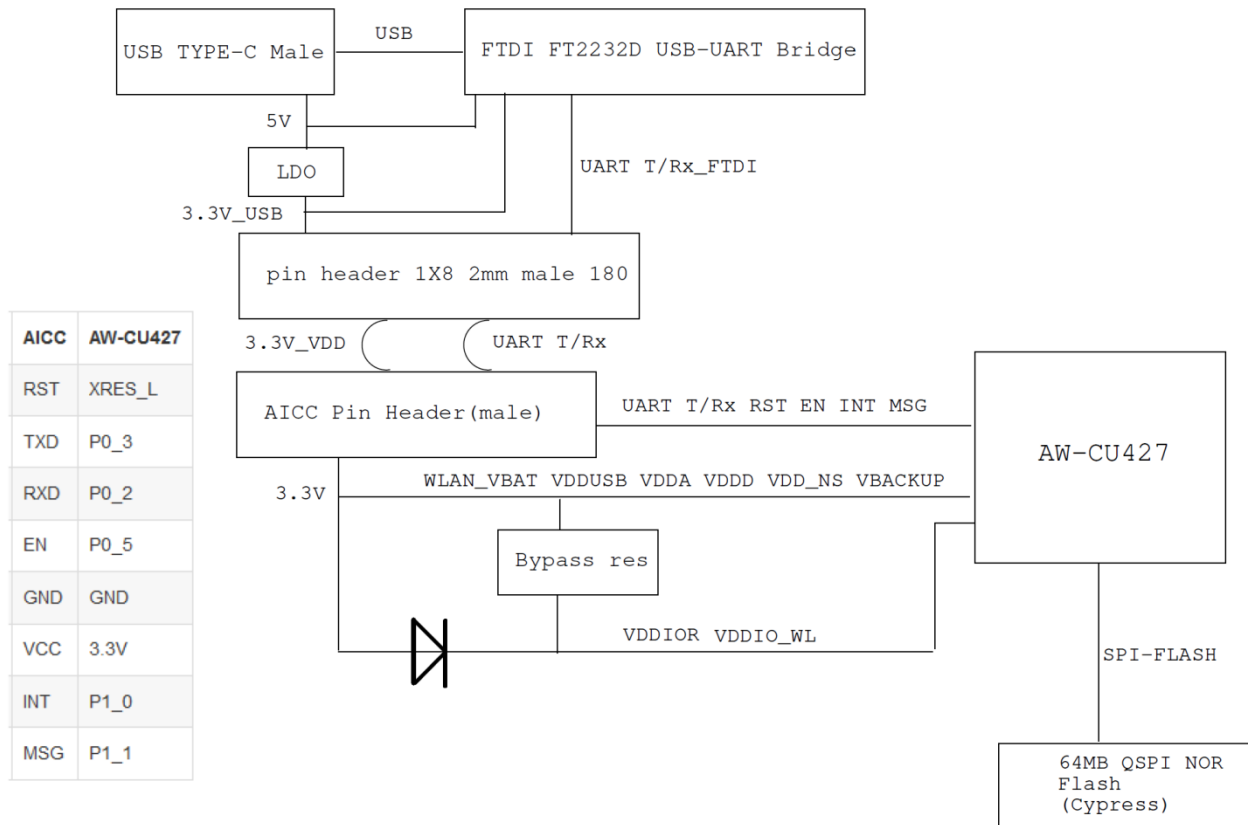 USB
USB TYPE-C Male
FTDI FT2232D USB-UART Bridge
5V
LDO
UART T/Rx_FTDI
3.3V_USB
pin header 1X8 2mm male 180
3.3V_VDD
UART T/Rx
AICC Pin Header(male)
UART T/Rx RST EN INT MSG
AW-CU427
3.3V
WLAN_VBAT VDDUSB VDDA VDDD VDD_NS VBACKUP
Bypass res
VDDIOR VDDIO_WL
SPI-FLASH
64MB QSPI NOR
Flash
(Cypress)
AICC AW-CU427
RST XRES_L
TXD P0_3
RXD P0_2
EN P0_5
GND GND
VCC 3.3V
INT P1_0
MSG P1_1